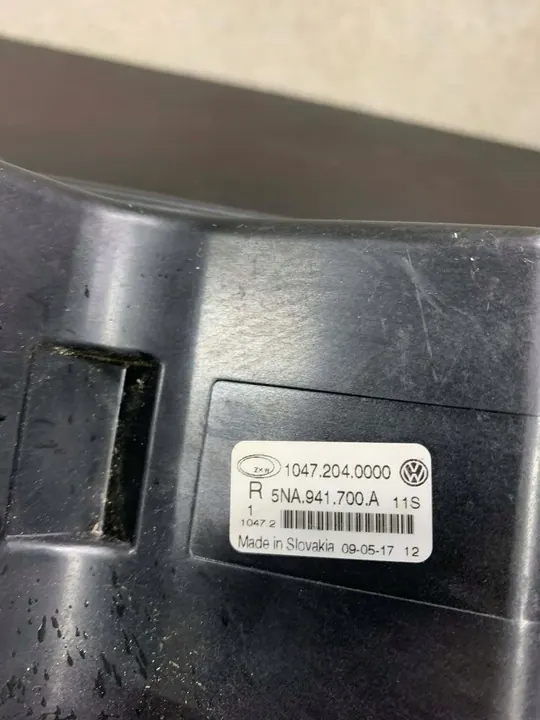 ZKW 1047.204.0000
R 5NA.941.700.A 11S
1
1047.2
Made in Slovakia 09-05-17 12